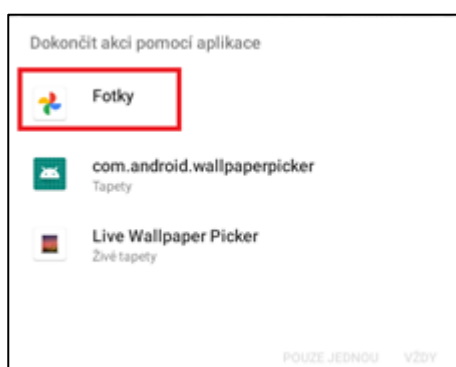 Dokončit akci pomocí aplikace
Fotky
com.android.wallpaperpicker
Tapety
Live Wallpaper Picker
Živé tapety
POUZE JEDNOU VŽDY